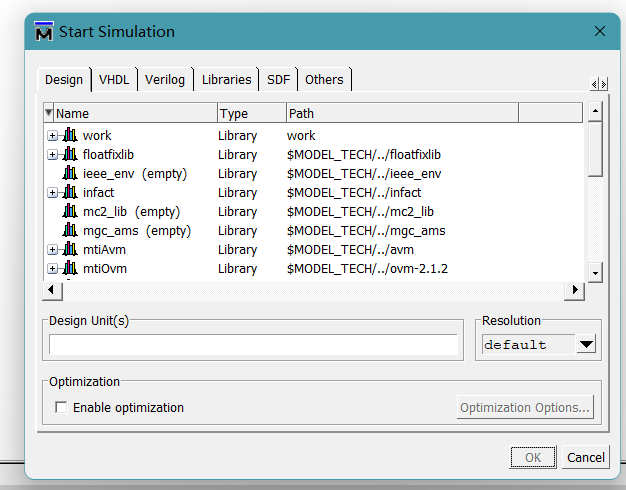 Start Simulation
Design VHDL Verilog Libraries SDF Others
Name Type Path
work Library work
floatfixlib Library $MODEL_TECH/../floatfixlib
ieee_env (empty) Library $MODEL_TECH/../ieee_env
infact Library $MODEL_TECH/../infact
mc2_lib (empty) Library $MODEL_TECH/../mc2_lib
mgc_ams (empty) Library $MODEL_TECH/../mgc_ams
mtiAvm Library $MODEL_TECH/../avm
mtiOvm Library $MODEL_TECH/../ovm-2.1.2
Design Unit(s) Resolution
default
Optimization
Enable optimization Optimization Options...
OK Cancel